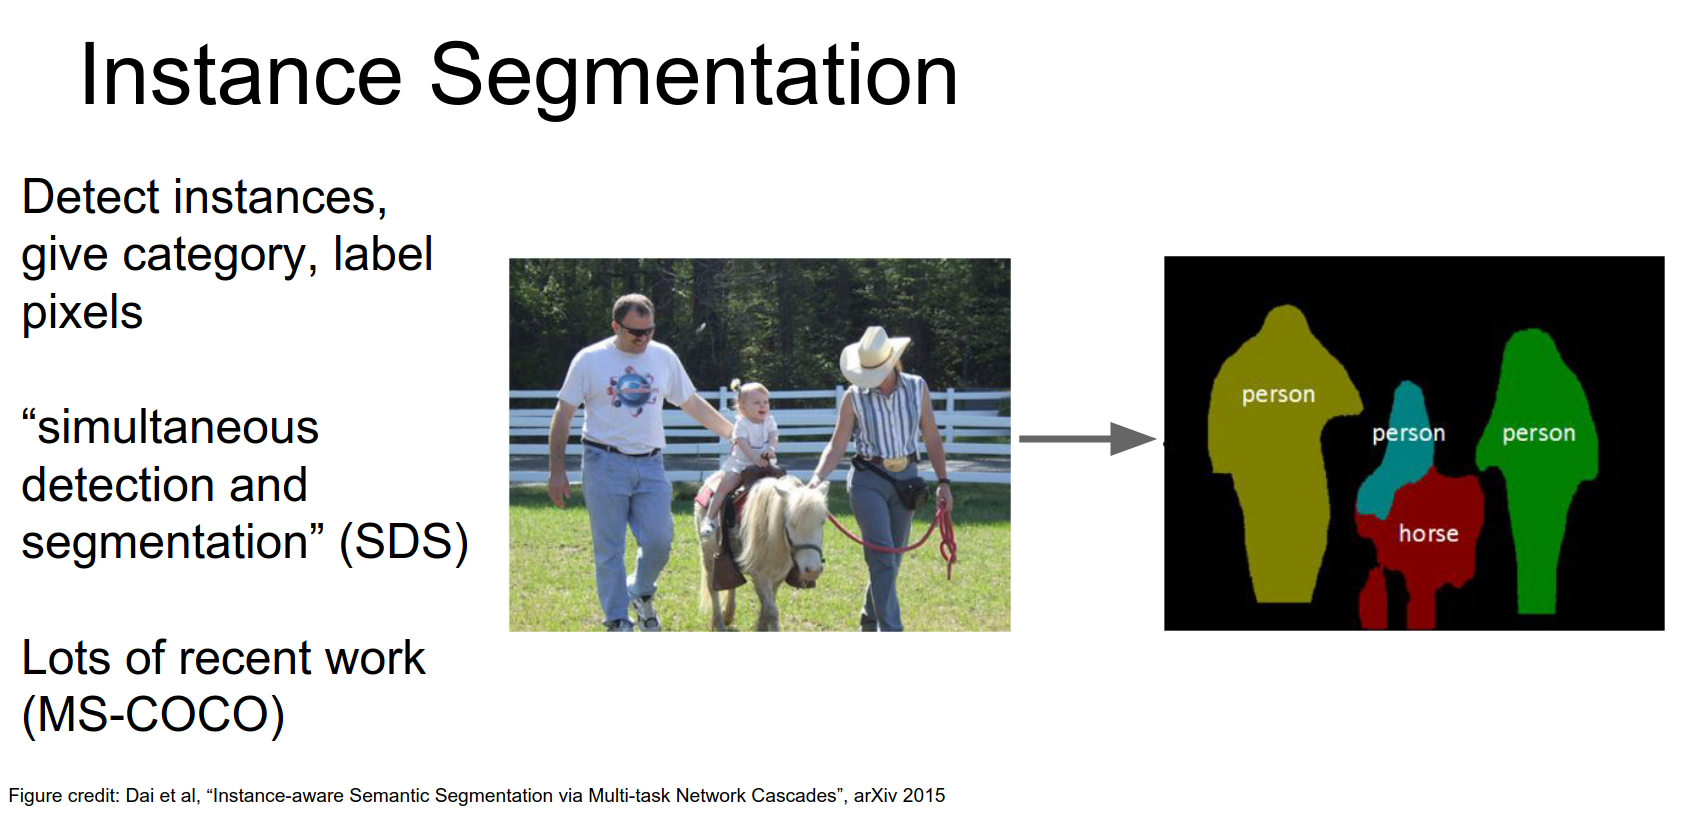 Instance Segmentation
Detect instances,
give category, label
pixels
“simultaneous
detection and
segmentation” (SDS)
Lots of recent work
(MS-COCO)
person
person
person
horse
Figure credit: Dai et al, “Instance-aware Semantic Segmentation via Multi-task Network Cascades”, arXiv 2015